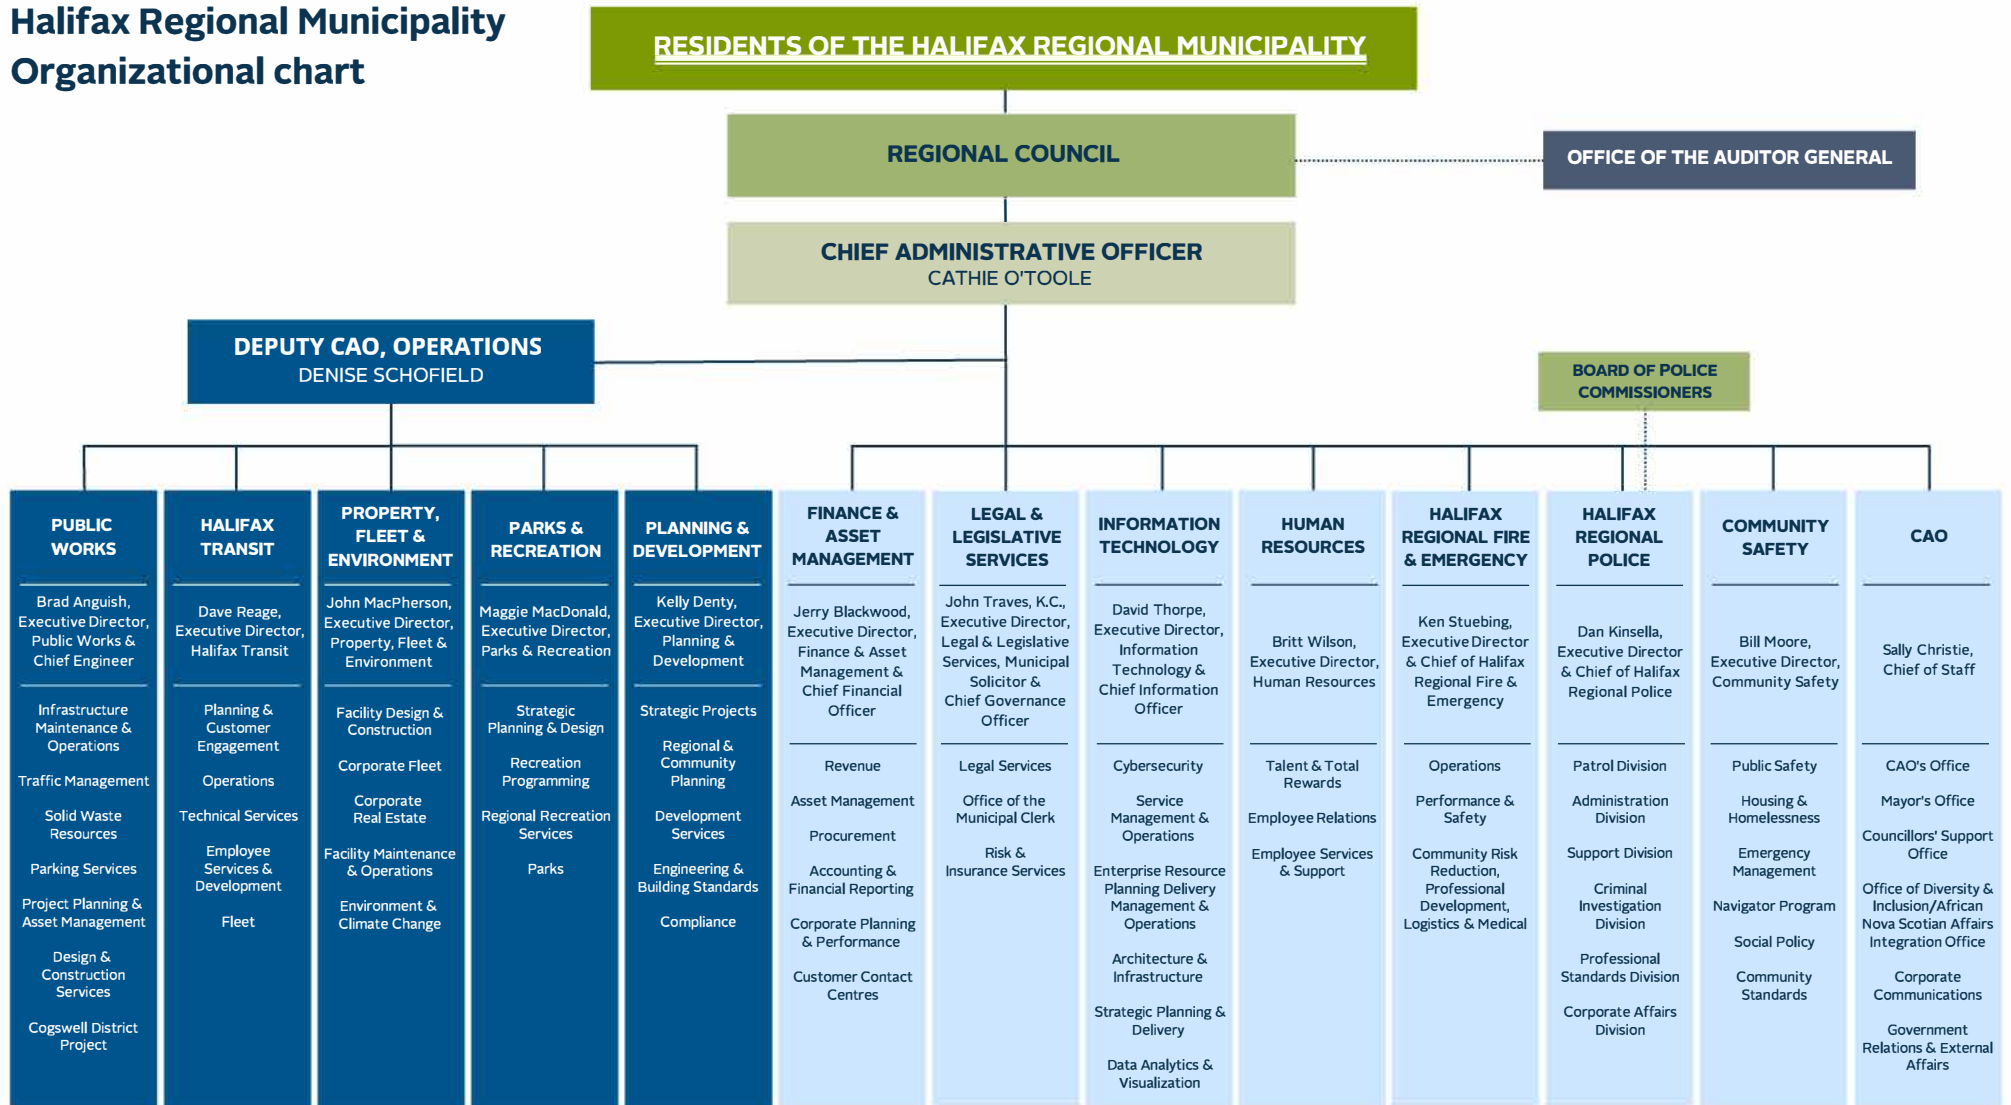 Halifax Regional Municipality
Organizational chart
RESIDENTS OF THE HALIFAX REGIONAL MUNICIPALITY
REGIONAL COUNCIL
OFFICE OF THE AUDITOR GENERAL
CHIEF ADMINISTRATIVE OFFICER
CATHIE O'TOOLE
DEPUTY CAO, OPERATIONS
DENISE SCHOFIELD
BOARD OF POLICE
COMMISSIONERS
PUBLIC
WORKS
Brad Anguish,
Executive Director,
Public Works &
Chief Engineer
Infrastructure
Maintenance &
Operations
Traffic Management
Solid Waste
Resources
Parking Services
Project Planning &
Asset Management
Design &
Construction
Services
Cogswell District
Project
HALIFAX
TRANSIT
Dave Reage,
Executive Director,
Halifax Transit
Planning &
Customer
Engagement
Operations
Technical Services
Employee
Services &
Development
Fleet
PROPERTY,
FLEET &
ENVIRONMENT
John MacPherson,
Executive Director,
Property, Fleet &
Environment
Facility Design &
Construction
Corporate Fleet
Corporate
Real Estate
Facility Maintenance
& Operations
Environment &
Climate Change
PARKS &
RECREATION
Maggie MacDonald,
Executive Director,
Parks & Recreation
Strategic
Planning & Design
Recreation
Programming
Regional Recreation
Services
Parks
PLANNING &
DEVELOPMENT
Kelly Denty,
Executive Director,
Planning &
Development
Strategic Projects
Regional &
Community
Planning
Development
Services
Engineering &
Building Standards
Compliance
FINANCE &
ASSET
MANAGEMENT
Jerry Blackwood,
Executive Director,
Finance & Asset
Management &
Chief Financial
Officer
Revenue
Asset Management
Procurement
Accounting &
Financial Reporting
Corporate Planning
& Performance
Customer Contact
Centres
LEGAL &
LEGISLATIVE
SERVICES
John Traves, K.C.,
Executive Director,
Legal & Legislative
Services, Municipal
Solicitor &
Chief Governance
Officer
Legal Services
Office of the
Municipal Clerk
Risk &
Insurance Services
INFORMATION
TECHNOLOGY
David Thorpe,
Executive Director,
Information
Technology &
Chief Information
Officer
Cybersecurity
Service
Management &
Operations
Enterprise Resource
Planning Delivery
Management &
Operations
Architecture &
Infrastructure
Strategic Planning &
Delivery
Data Analytics &
Visualization
HUMAN
RESOURCES
Britt Wilson,
Executive Director,
Human Resources
Talent & Total
Rewards
Employee Relations
Employee Services
& Support
HALIFAX
REGIONAL FIRE
& EMERGENCY
Ken Stuebing,
Executive Director
& Chief of Halifax
Regional Fire &
Emergency
Operations
Performance &
Safety
Community Risk
Reduction,
Professional
Development,
Logistics & Medical
HALIFAX
REGIONAL
POLICE
Dan Kinsella,
Executive Director
& Chief of Halifax
Regional Police
Patrol Division
Administration
Division
Support Division
Criminal
Investigation
Division
Professional
Standards Division
Corporate Affairs
Division
COMMUNITY
SAFETY
Bill Moore,
Executive Director,
Community Safety
Public Safety
Housing &
Homelessness
Emergency
Management
Navigator Program
Social Policy
Community
Standards
CAO
Sally Christie,
Chief of Staff
CAO's Office
Mayor's Office
Councillors' Support
Office
Office of Diversity &
Inclusion/African
Nova Scotian Affairs
Integration Office
Corporate
Communications
Government
Relations & External
Affairs